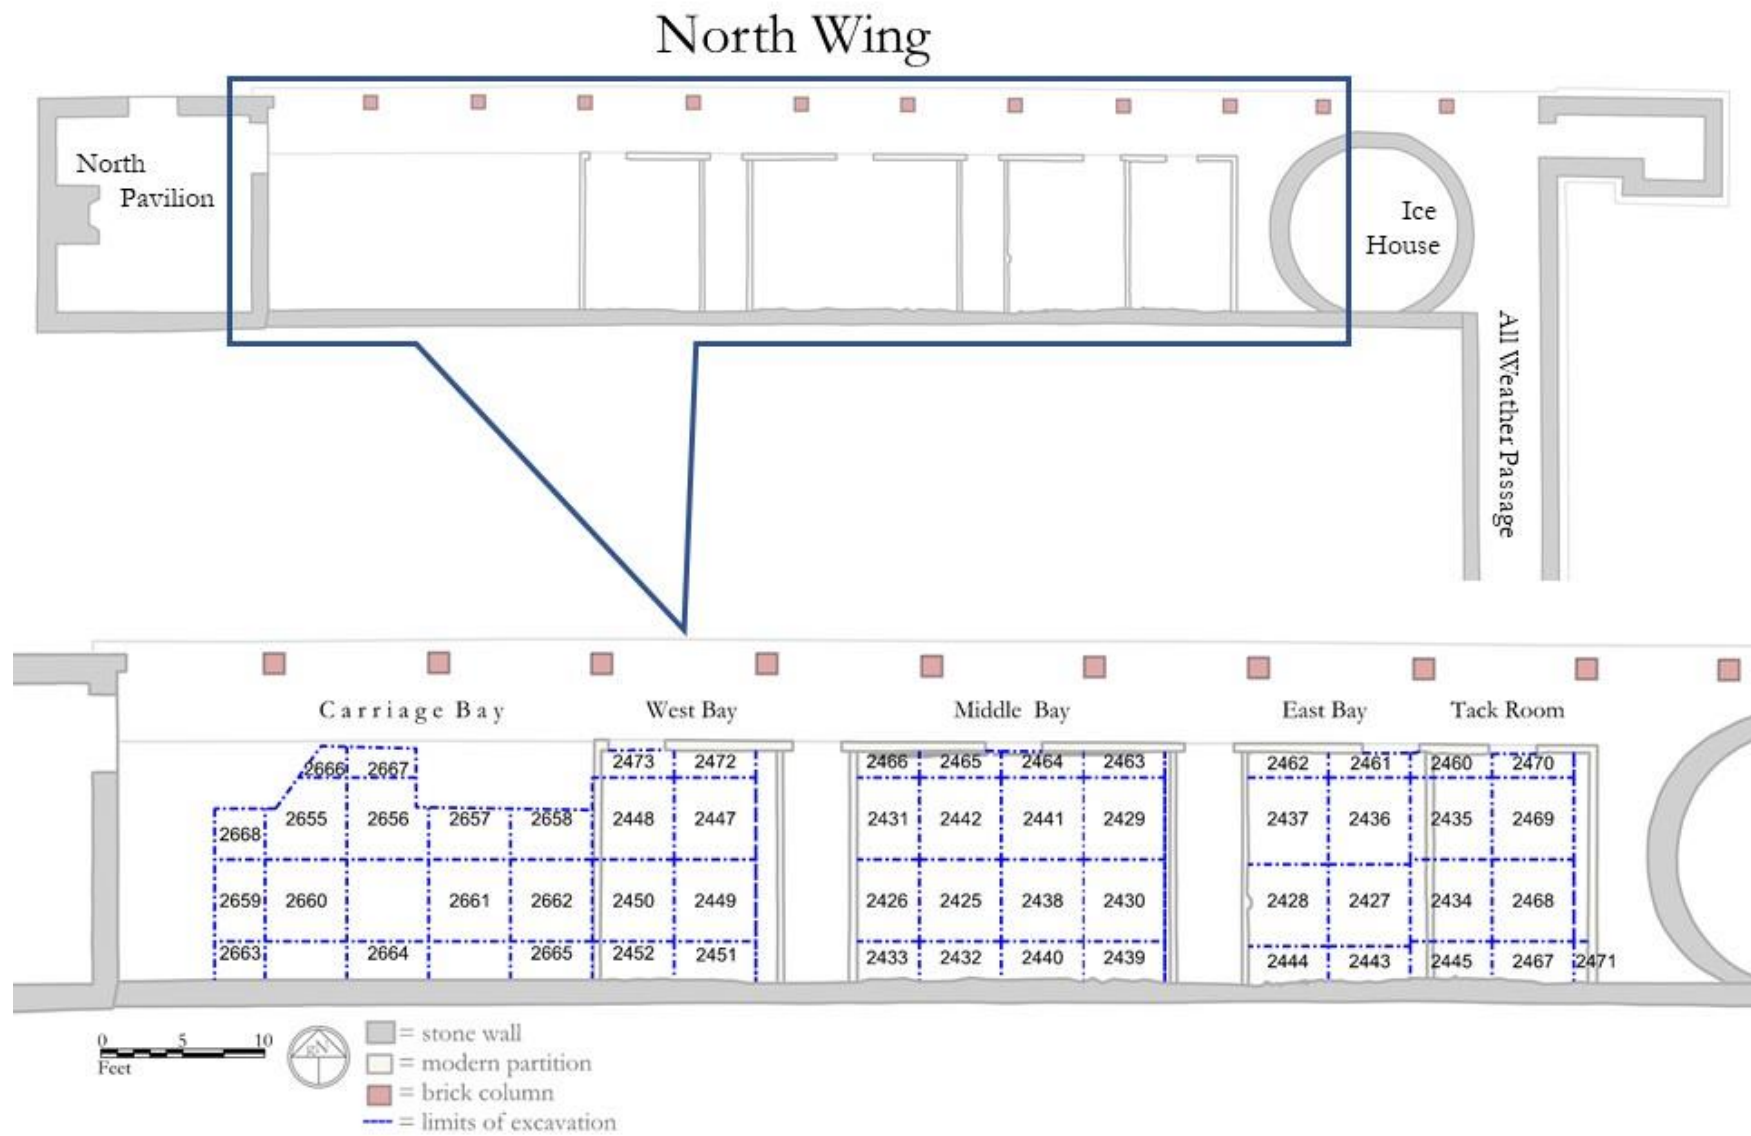 North Wing
North
Pavilion
Ice
House
All Weather Passage
Carriage Bay
West Bay
Middle Bay
East Bay
Tack Room
2666 2667
2473 2472
2466 2465 2464 2463
2462 2461 2460 2470
2668 2655 2656 2657 2658
2448 2447
2431 2442 2441 2429
2437 2436 2435 2469
2659 2660 2661 2662
2450 2449
2426 2425 2438 2430
2428 2427 2434 2468
2663 2664 2665
2452 2451
2433 2432 2440 2439
2444 2443 2445 2467 2471
0 5 10
Feet
gN
= stone wall
= modern partition
= brick column
= limits of excavation